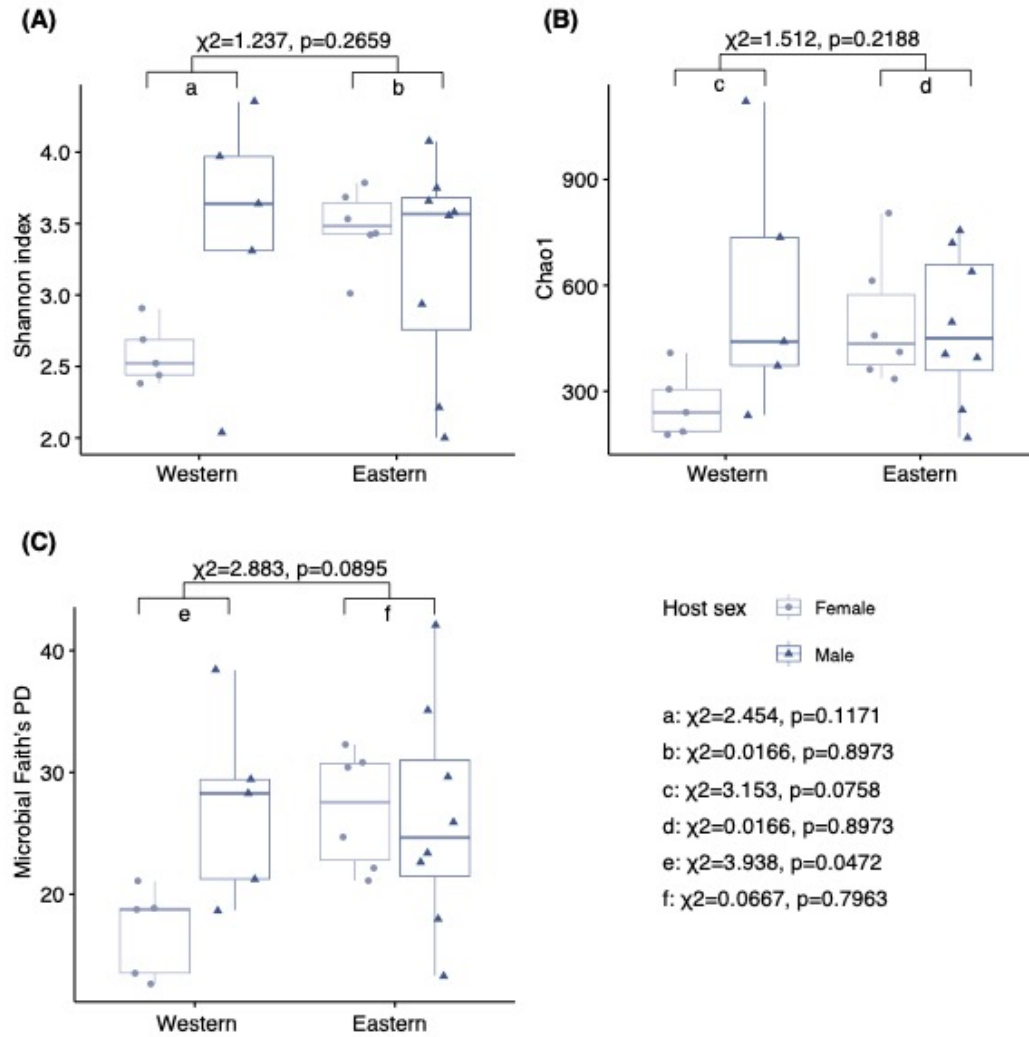 (A)
χ2=1.237, p=0.2659
a
b
4.0
3.5
3.0
2.5
2.0
Shannon index
Western
Eastern
(B)
χ2=1.512, p=0.2188
c
d
900
600
300
Chao1
Western
Eastern
(C)
χ2=2.883, p=0.0895
e
f
40
30
20
Microbial Faith's PD
Western
Eastern
Host sex
Female
Male
a: χ2=2.454, p=0.1171
b: χ2=0.0166, p=0.8973
c: χ2=3.153, p=0.0758
d: χ2=0.0166, p=0.8973
e: χ2=3.938, p=0.0472
f: χ2=0.0667, p=0.7963